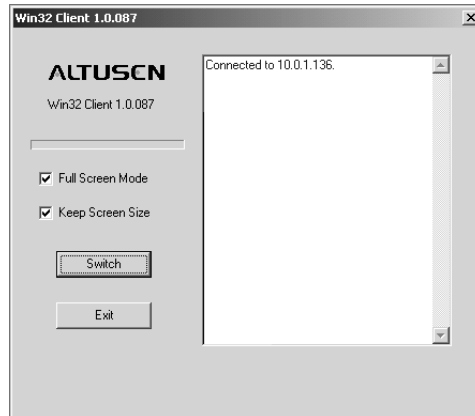 Win32 Client 1.0.087
ALTUSEN
Win32 Client 1.0.087
Full Screen Mode
Keep Screen Size
Switch
Exit
Connected to 10.0.1.136.